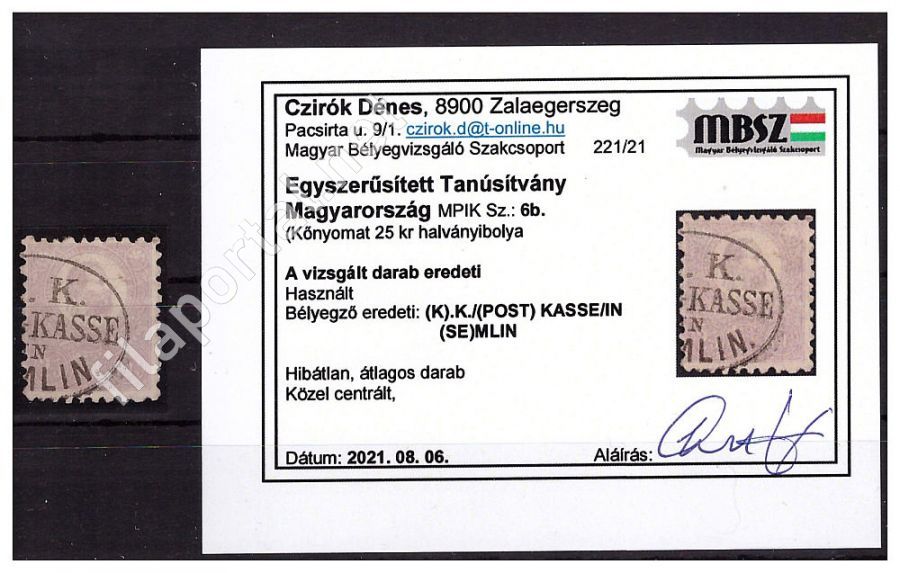 K.
KASSE
N
MLIN.
filaportal.net
Czirók Dénes, 8900 Zalaegerszeg
Pacsirta u. 9/1. czirok.d@t-online.hu
Magyar Bélyegvizsgáló Szakcsoport 221/21
MBSZ
Magyar Bélyegvizsgáló Szakcsoport
Egyszerűsített Tanúsítvány
Magyarország MPIK Sz.: 6b.
(Kőnyomat 25 kr halványibolya
A vizsgált darab eredeti
Használt
Bélyegző eredeti: (K).K./(POST) KASSE/IN
(SE)MLIN
Hibátlan, átlagos darab
Közel centrált,
Dátum: 2021. 08. 06. Aláírás:
K.
KASSE
N
MLIN.